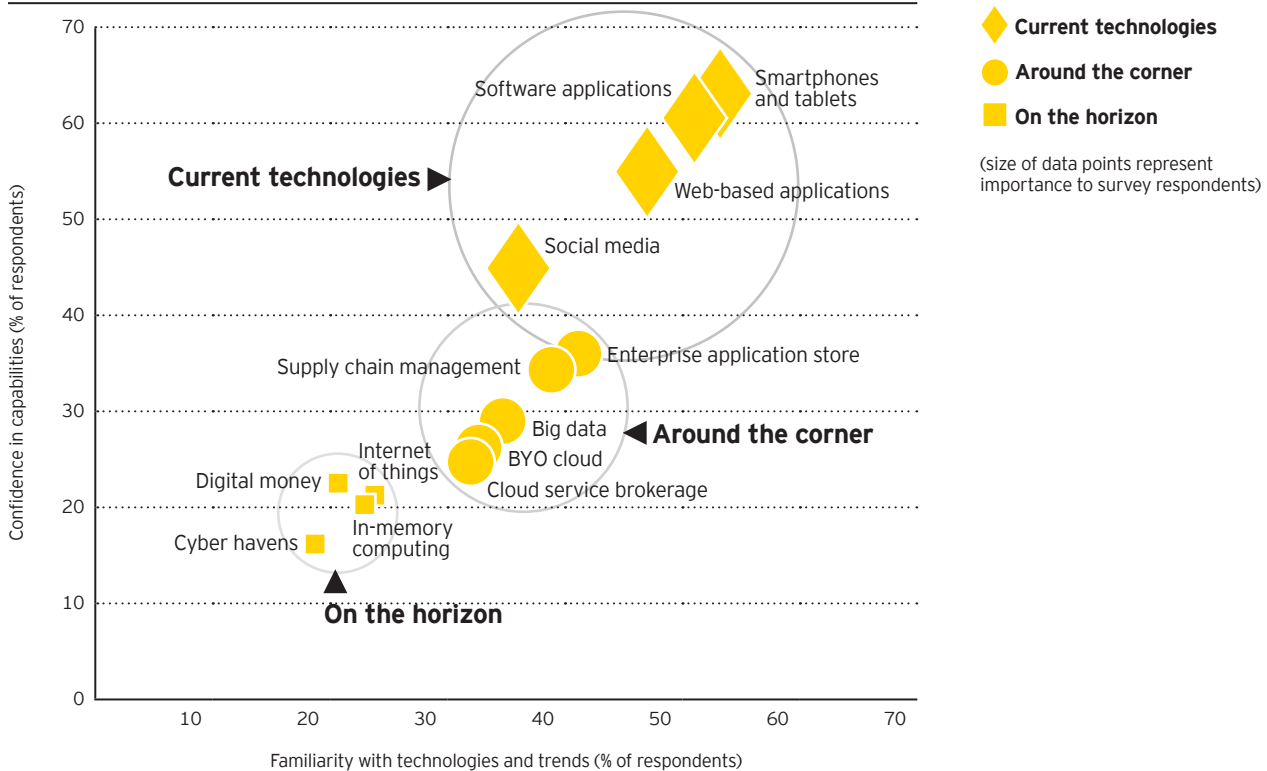 Current technologies
Around the corner
On the horizon
(size of data points represent
importance to survey respondents)
Confidence in capabilities (% of respondents)
70
60
50
40
30
20
10
0
Software applications
Smartphones
and tablets
Current technologies
Web-based applications
Social media
Supply chain management
Enterprise application store
Big data
Around the corner
BYO cloud
Cloud service brokerage
Internet
of things
Digital money
In-memory
computing
Cyber havens
On the horizon
10
20
30
40
50
60
70
Familiarity with technologies and trends (% of respondents)